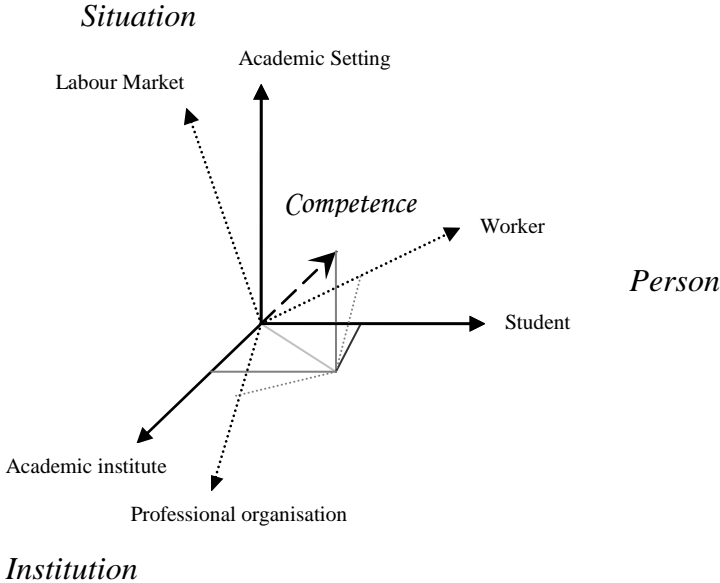 Situation
Academic Setting
Labour Market
Competence
Worker
Person
Student
Academic institute
Professional organisation
Institution